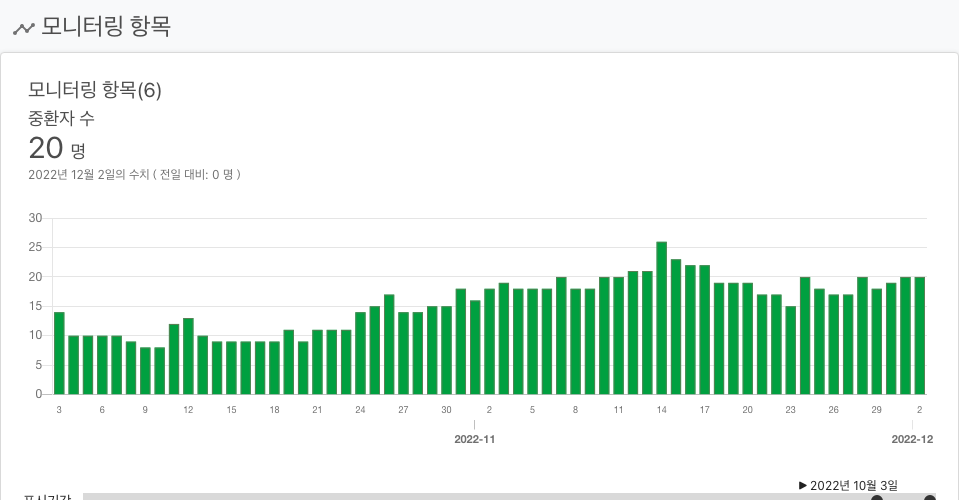 모니터링 항목
모니터링 항목(6)
중환자 수
20 명
2022년 12월 2일의 수치 ( 전일 대비: 0 명 )
30
25
20
15
10
5
0
3 6 9 12 15 18 21 24 27 30 2 5 8 11 14 17 20 23 26 29 2
2022-11 2022-12
▶ 2022년 10월 3일
표시기간